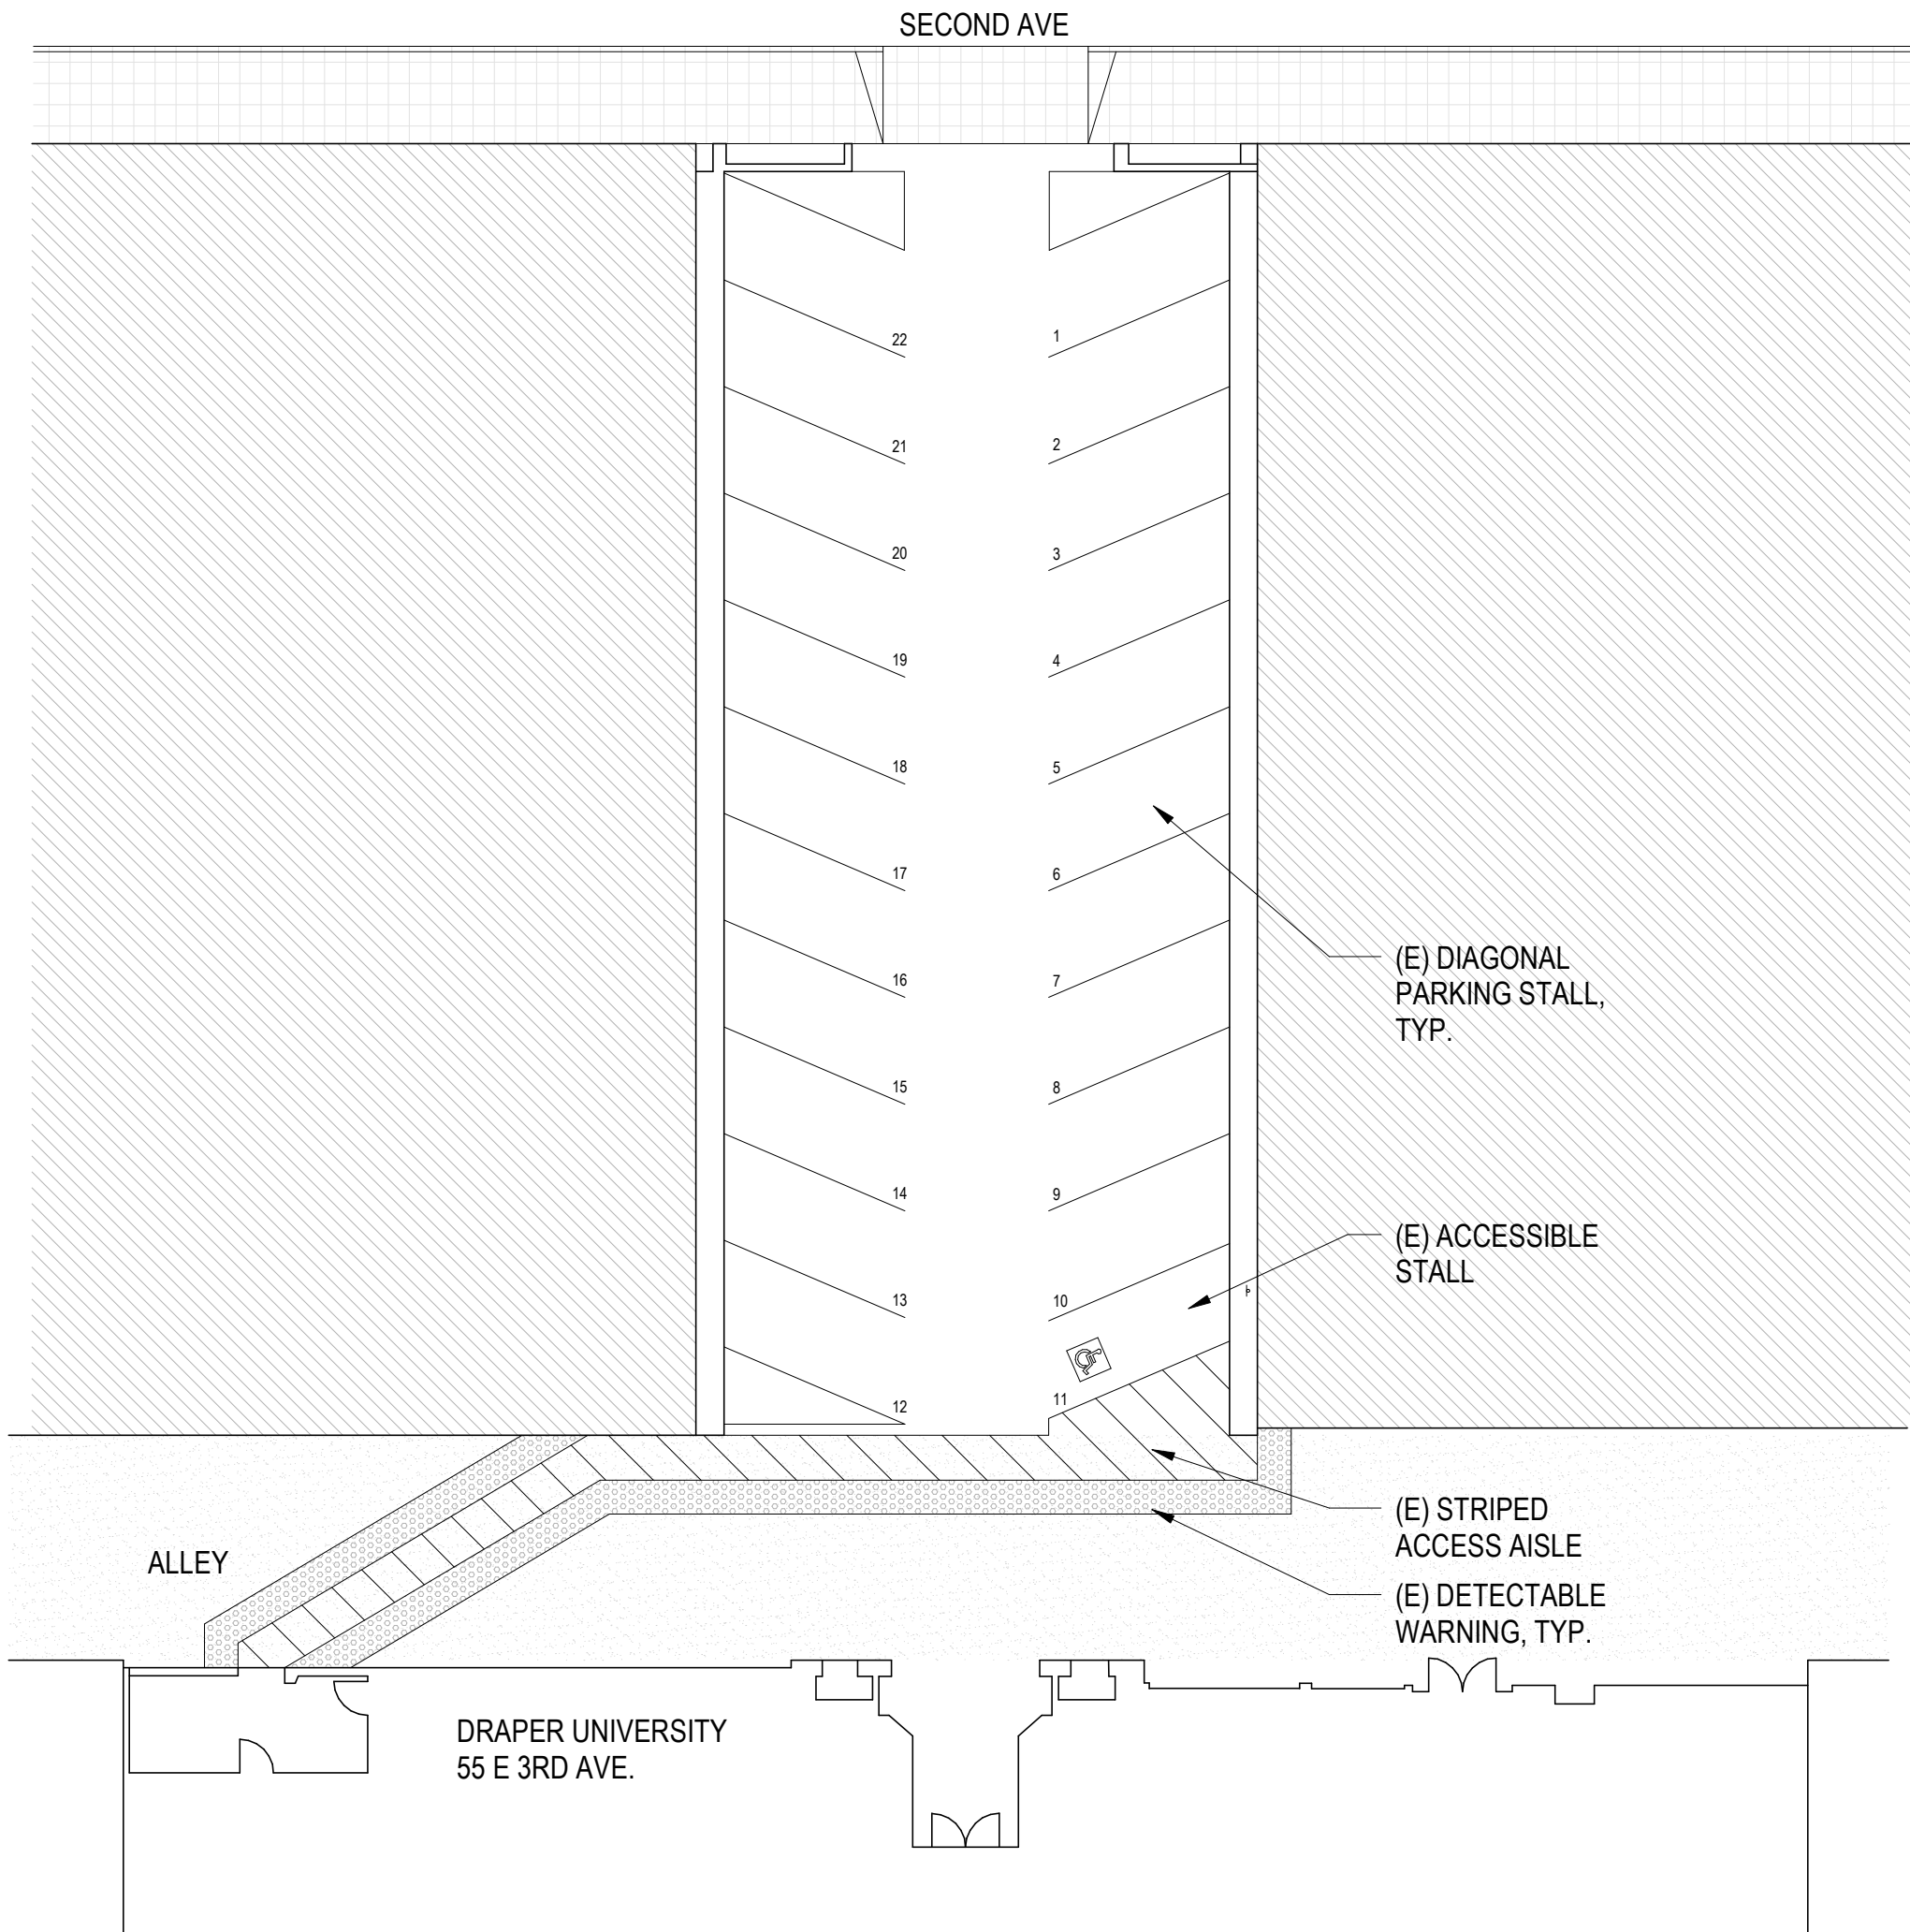 SECOND AVE
22
1
21
2
20
3
19
4
18
5
17
6
16
7
(E) DIAGONAL
PARKING STALL,
TYP.
15
8
14
9
(E) ACCESSIBLE
STALL
13
10
12
11
(E) STRIPED
ACCESS AISLE
ALLEY
(E) DETECTABLE
WARNING, TYP.
DRAPER UNIVERSITY
55 E 3RD AVE.